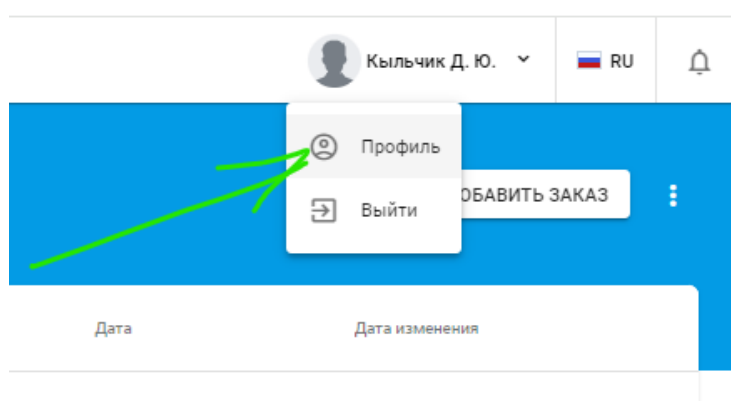 Кыльчик Д. Ю. RU
Профиль
ОБАВИТЬ ЗАКАЗ
Выйти
Дата Дата изменения